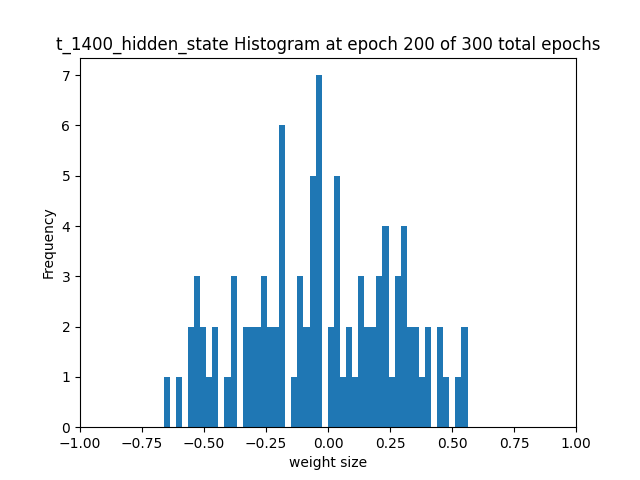 t_1400_hidden_state Histogram at epoch 200 of 300 total epochs
Frequency
7
6
5
4
3
2
1
0
−1.00 −0.75 −0.50 −0.25 0.00 0.25 0.50 0.75 1.00
weight size